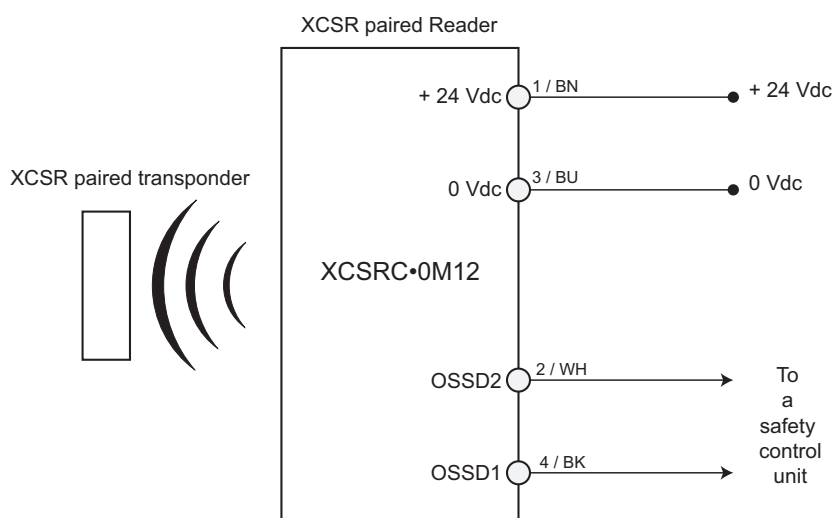 XCSR paired Reader
+ 24 Vdc
1 / BN
+ 24 Vdc
XCSR paired transponder
0 Vdc
3 / BU
0 Vdc
XCSRC•0M12
OSSD2
2 / WH
To
a
safety
control
unit
OSSD1
4 / BK